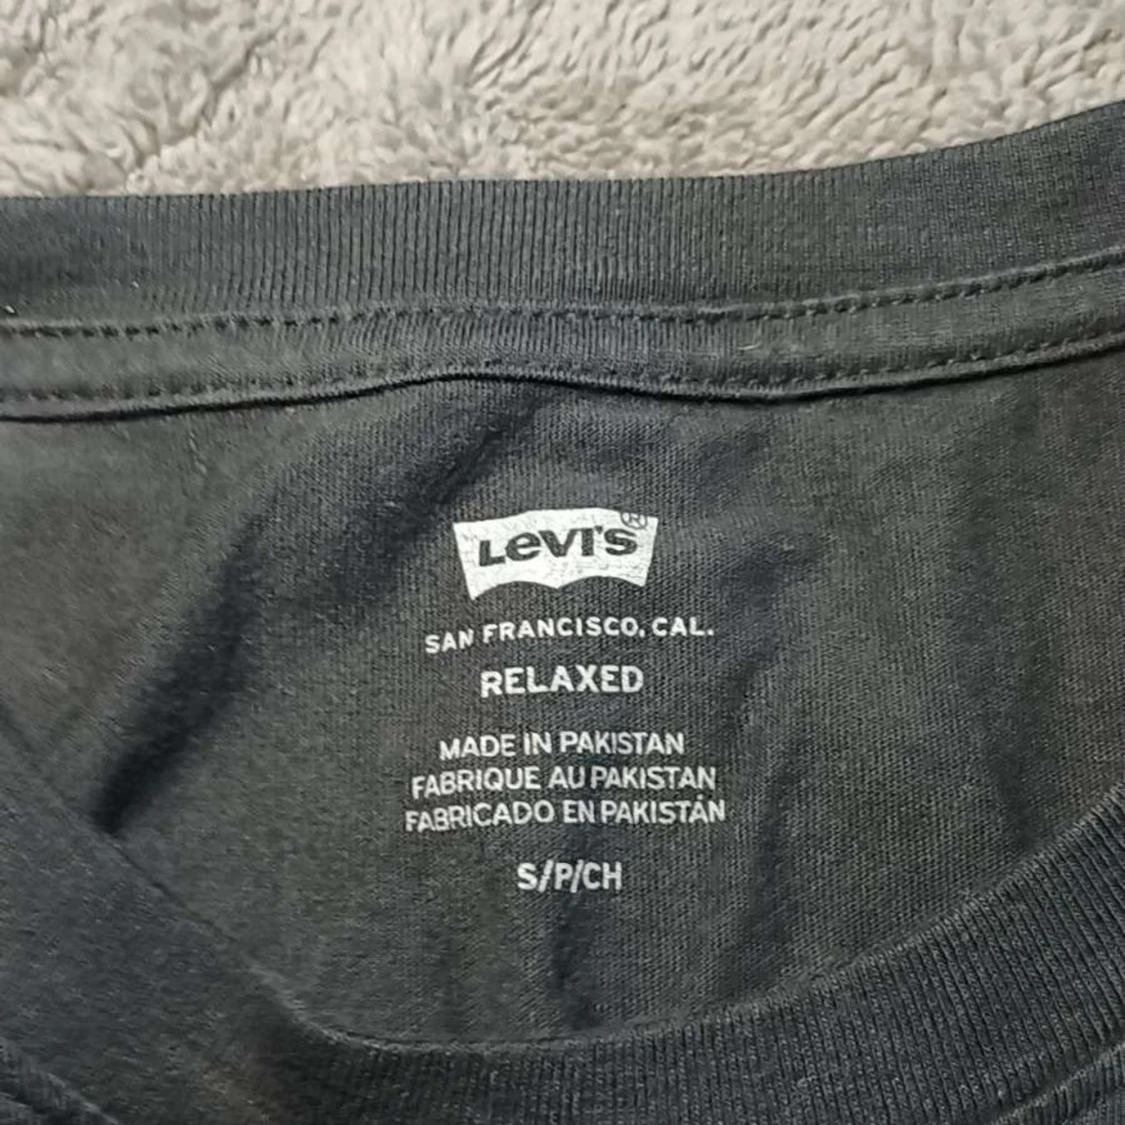 Levi's®
SAN FRANCISCO, CAL.
RELAXED
MADE IN PAKISTAN
FABRIQUE AU PAKISTAN
FABRICADO EN PAKISTÁN
S/P/CH